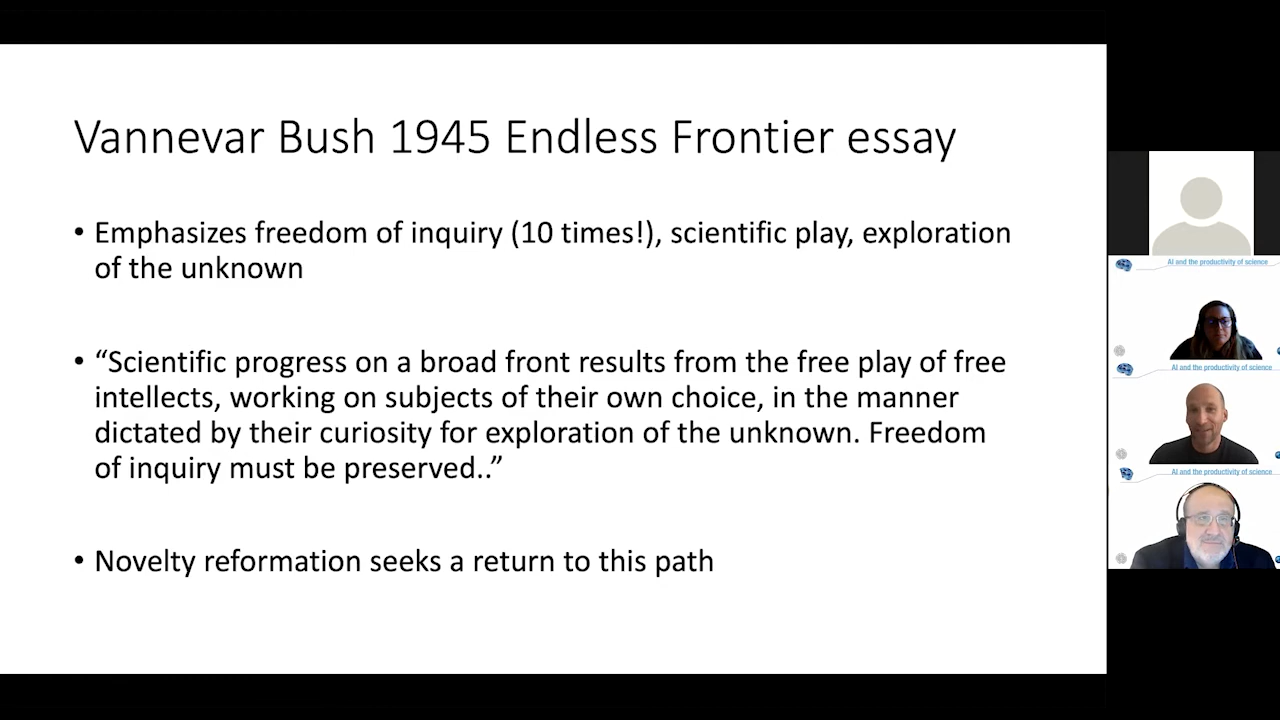 Vannevar Bush 1945 Endless Frontier essay
• Emphasizes freedom of inquiry (10 times!), scientific play, exploration
of the unknown
• “Scientific progress on a broad front results from the free play of free
intellects, working on subjects of their own choice, in the manner
dictated by their curiosity for exploration of the unknown. Freedom
of inquiry must be preserved..”
• Novelty reformation seeks a return to this path
AI and the productivity of science
AI and the productivity of science
AI and the productivity of science